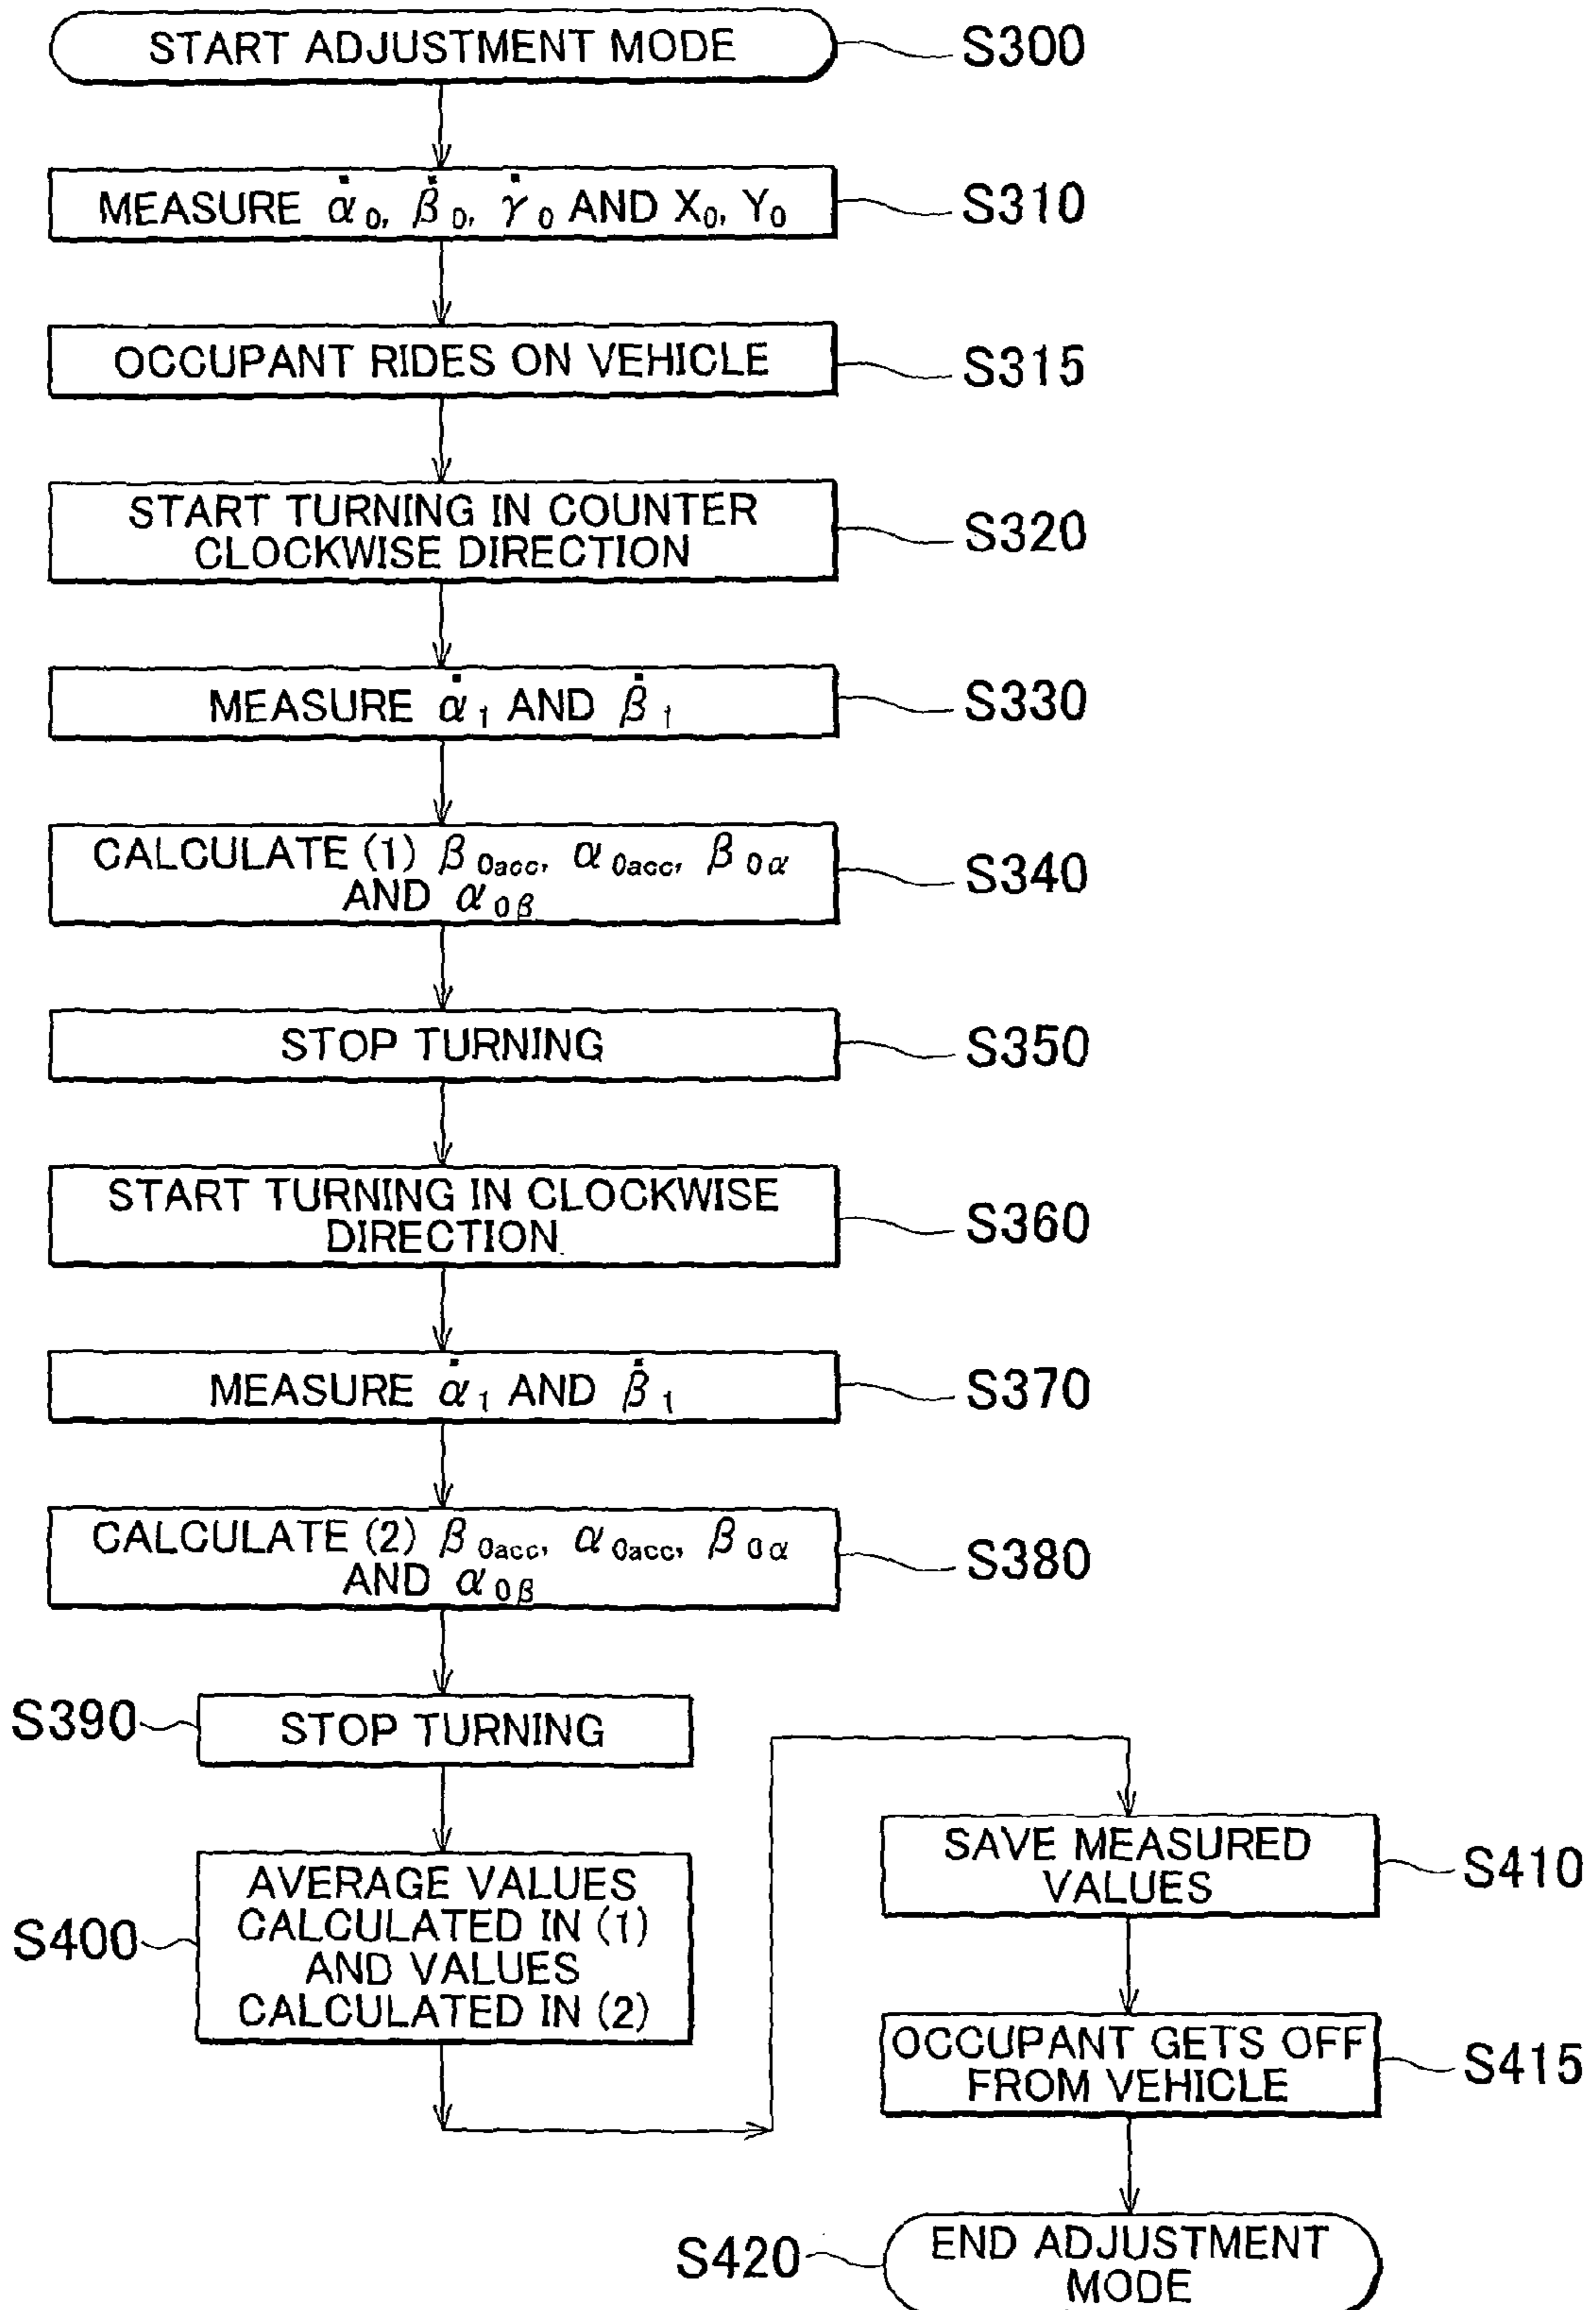 START ADJUSTMENT MODE
S300
MEASURE α̇₀, β̇₀, γ̇₀ AND X₀, Y₀
S310
OCCUPANT RIDES ON VEHICLE
S315
START TURNING IN COUNTER
CLOCKWISE DIRECTION
S320
MEASURE α̇₁ AND β̇₁
S330
CALCULATE (1) β0acc, α0acc, β0α
AND α0β
S340
STOP TURNING
S350
START TURNING IN CLOCKWISE
DIRECTION
S360
MEASURE α̇₁ AND β̇₁
S370
CALCULATE (2) β0acc, α0acc, β0α
AND α0β
S380
S390
STOP TURNING
S400
AVERAGE VALUES
CALCULATED IN (1)
AND VALUES
CALCULATED IN (2)
SAVE MEASURED
VALUES
S410
OCCUPANT GETS OFF
FROM VEHICLE
S415
S420
END ADJUSTMENT
MODE